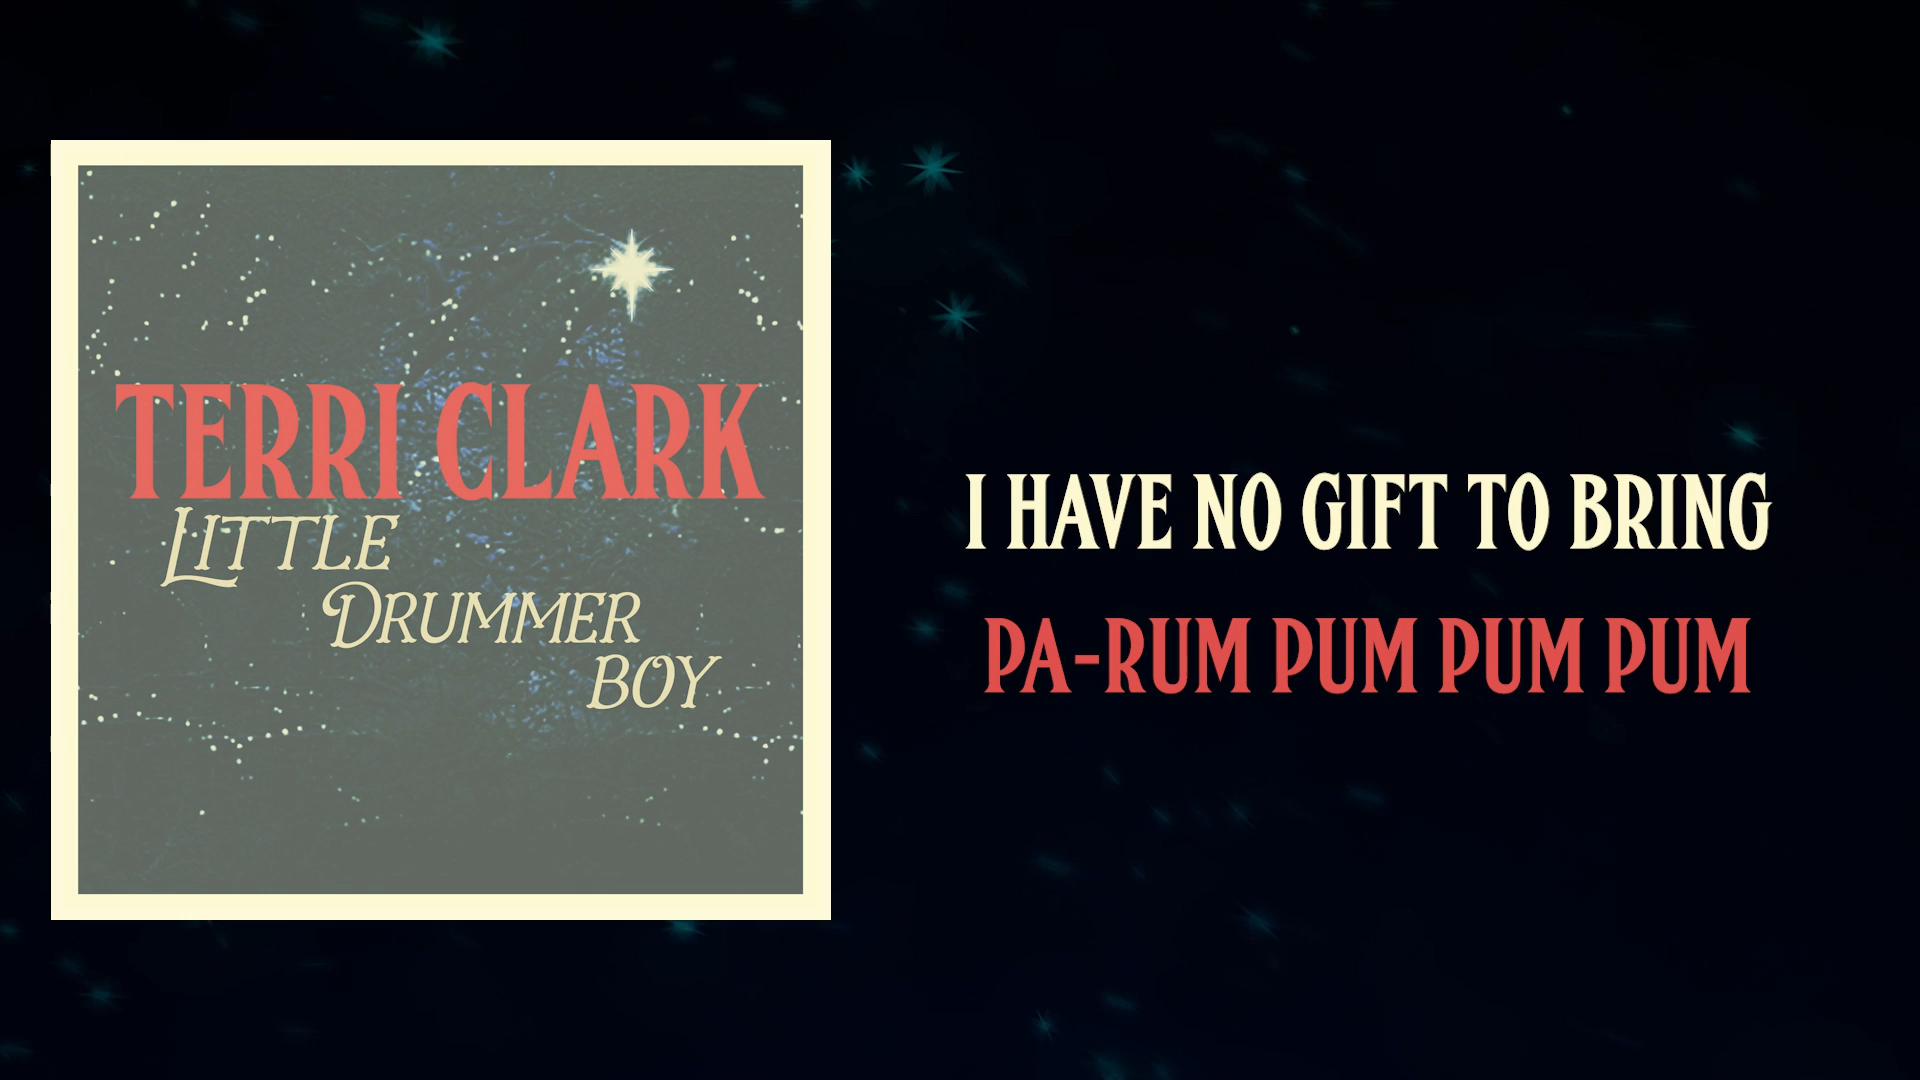 TERRI CLARK
LITTLE
DRUMMER
BOY
I HAVE NO GIFT TO BRING
PA-RUM PUM PUM PUM